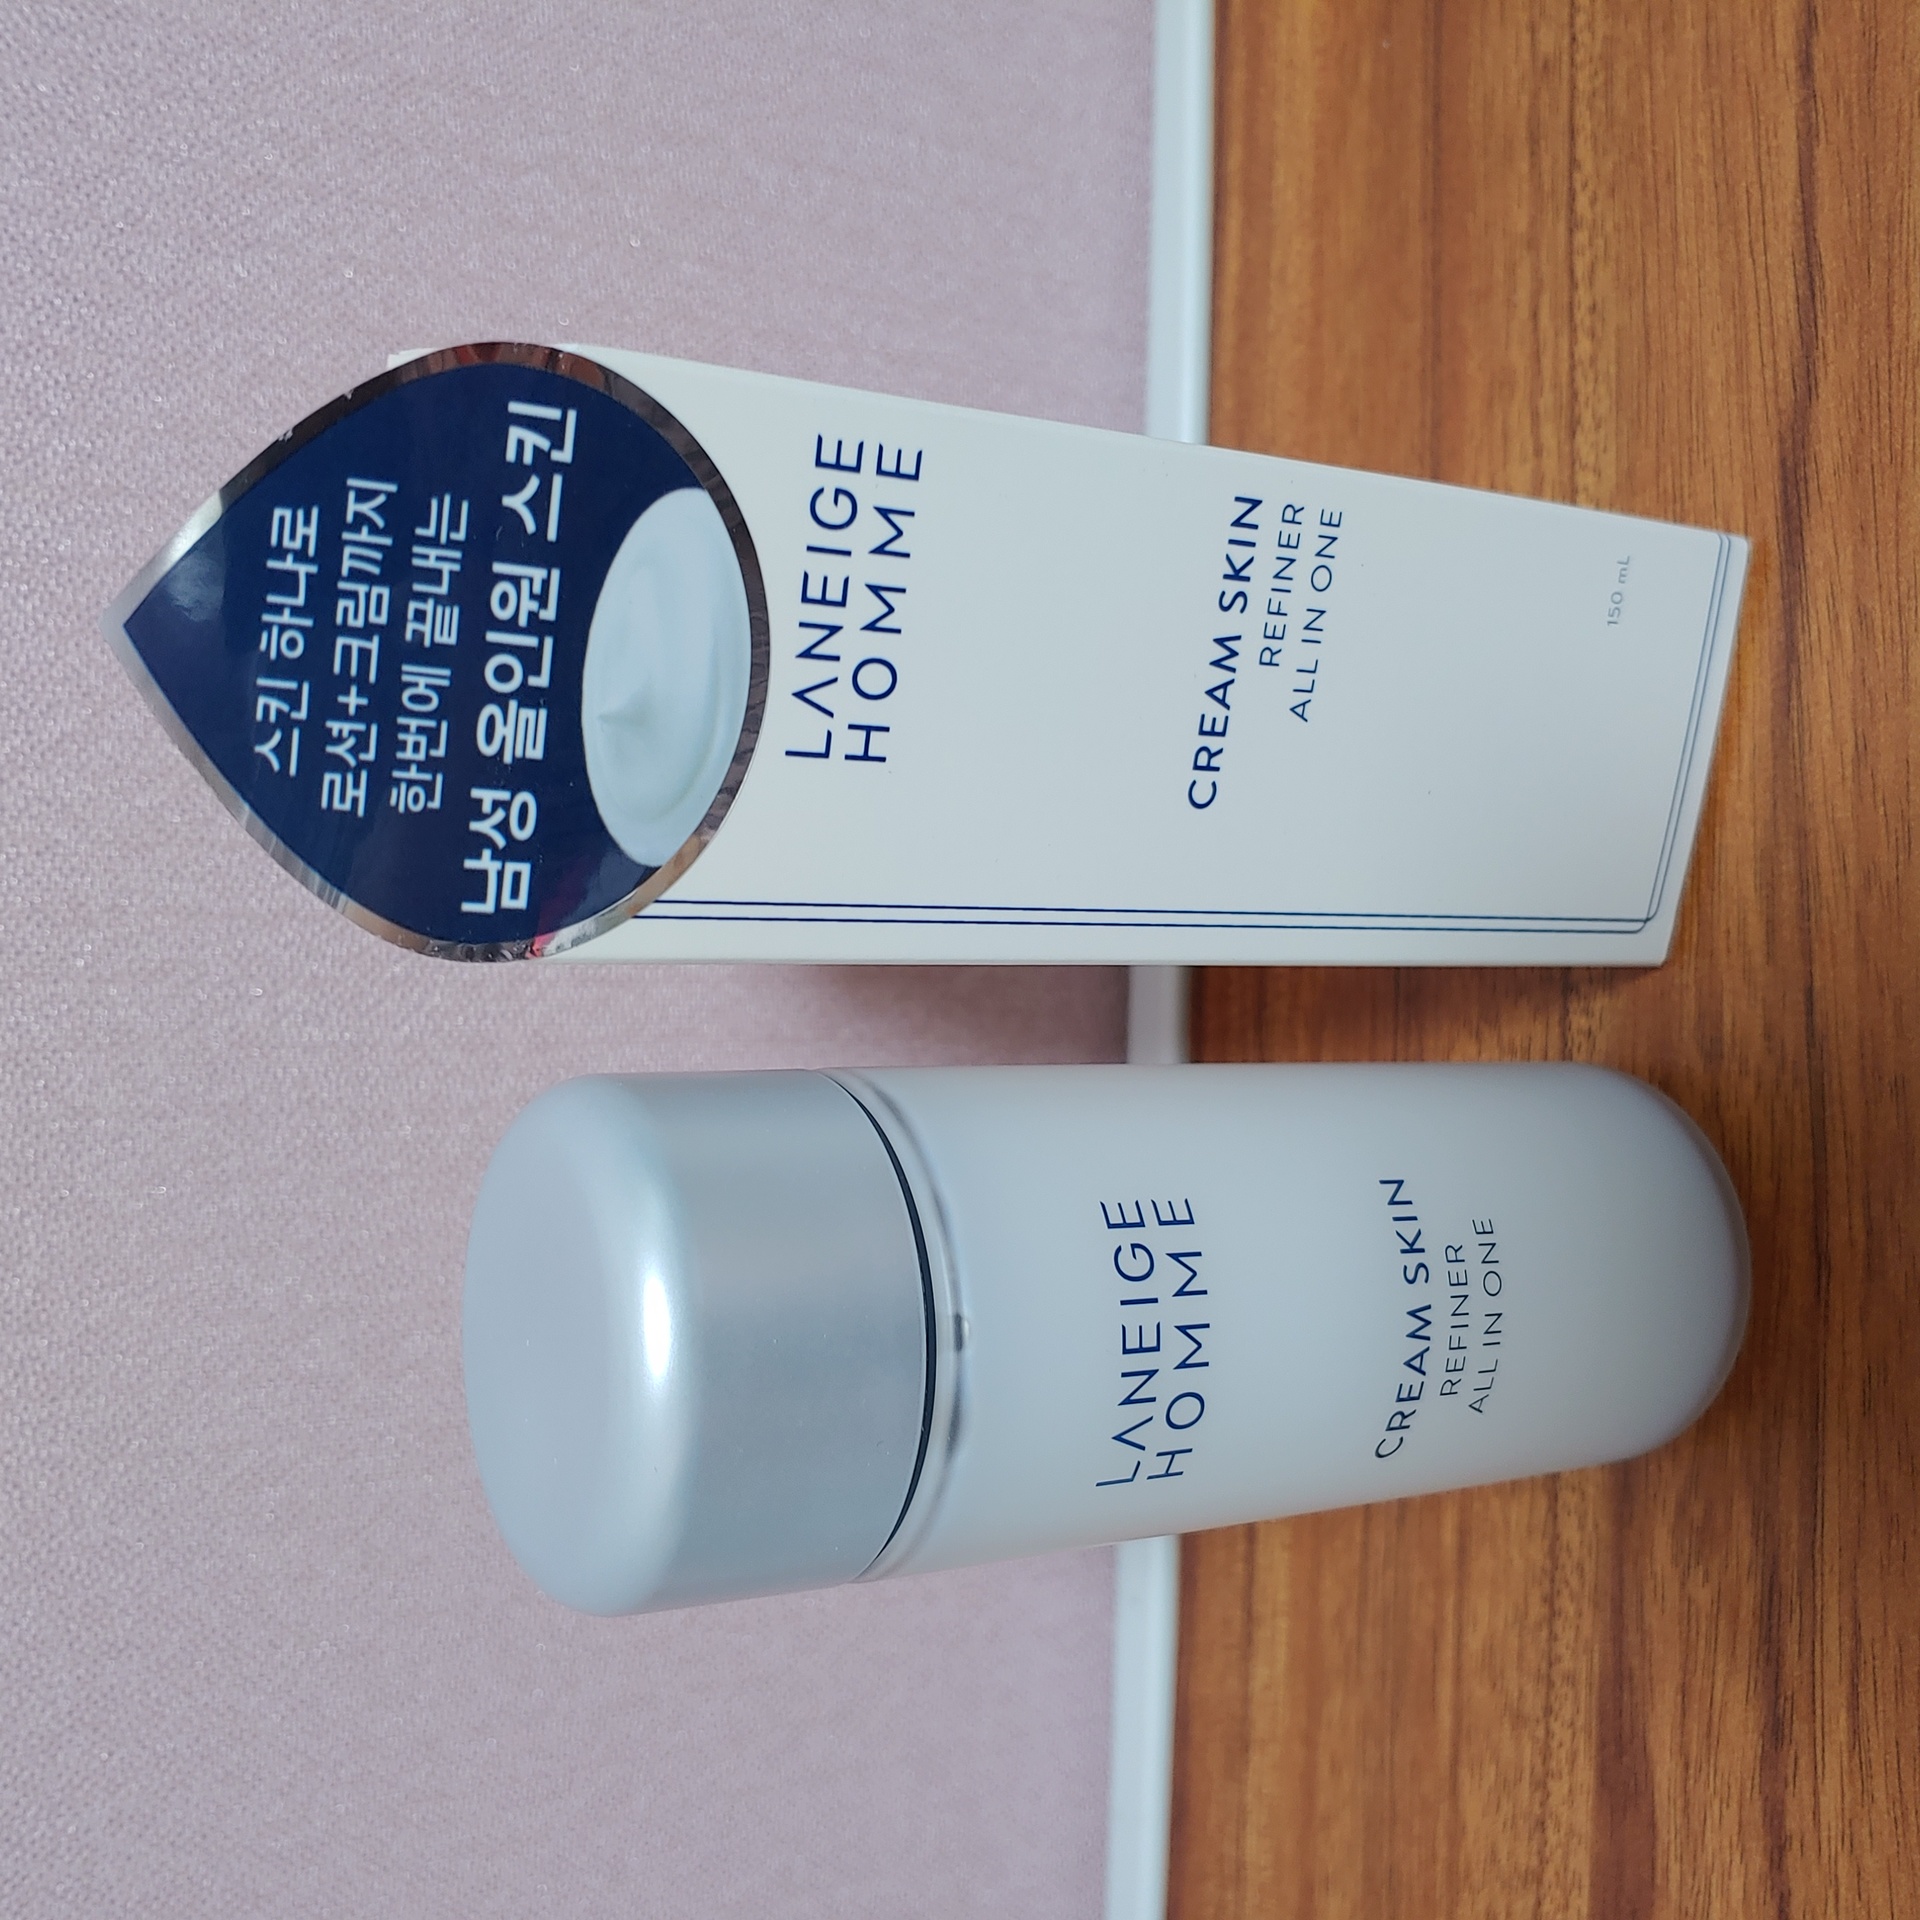 LANEIGE
HOMME
CREAM SKIN
REFINER
ALL IN ONE
스킨 하나로
로션+크림까지
한번에 끝내는
남성 올인원 스킨
LANEIGE
HOMME
CREAM SKIN
REFINER
ALL IN ONE
150 mL